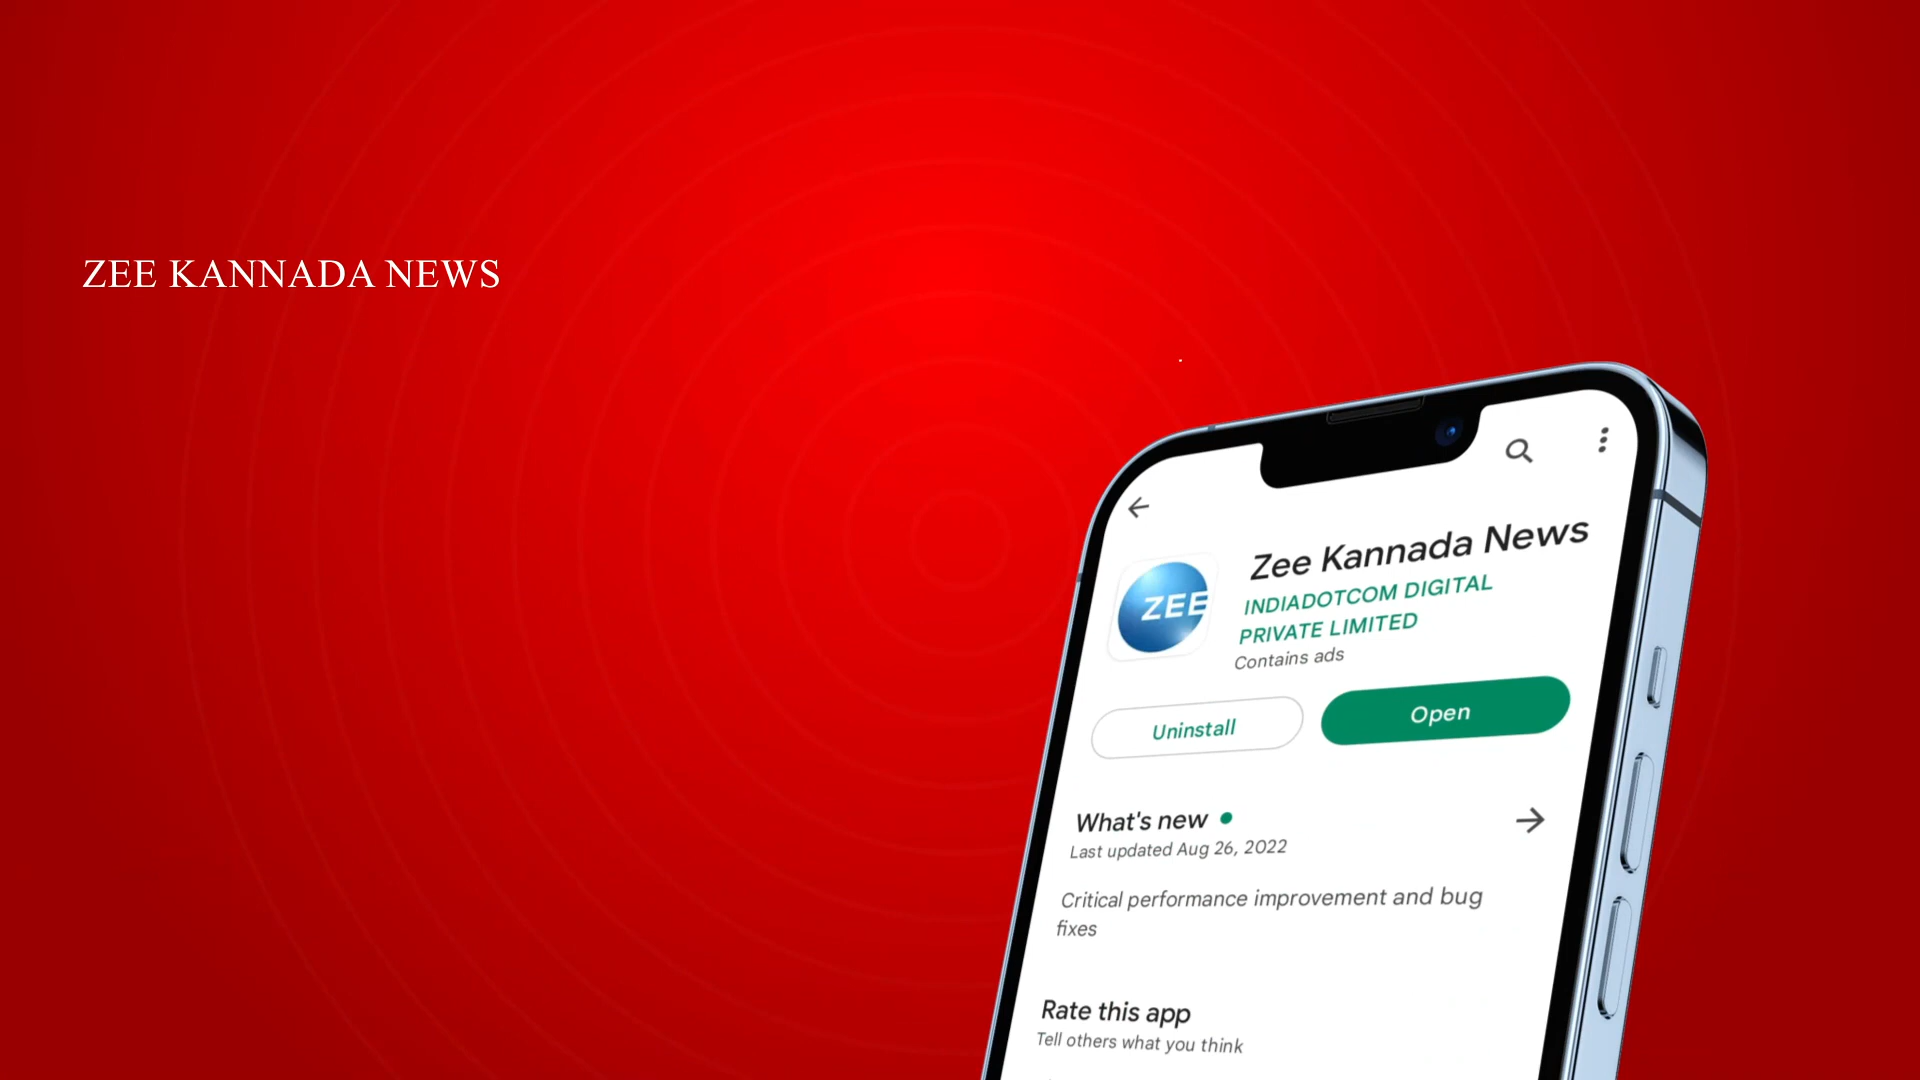 ZEE KANNADA NEWS
Zee Kannada News
ZEE
INDIADOTCOM DIGITAL
PRIVATE LIMITED
Contains ads
Uninstall
Open
What's new
Last updated Aug 26, 2022
Critical performance improvement and bug
fixes
Rate this app
Tell others what you think